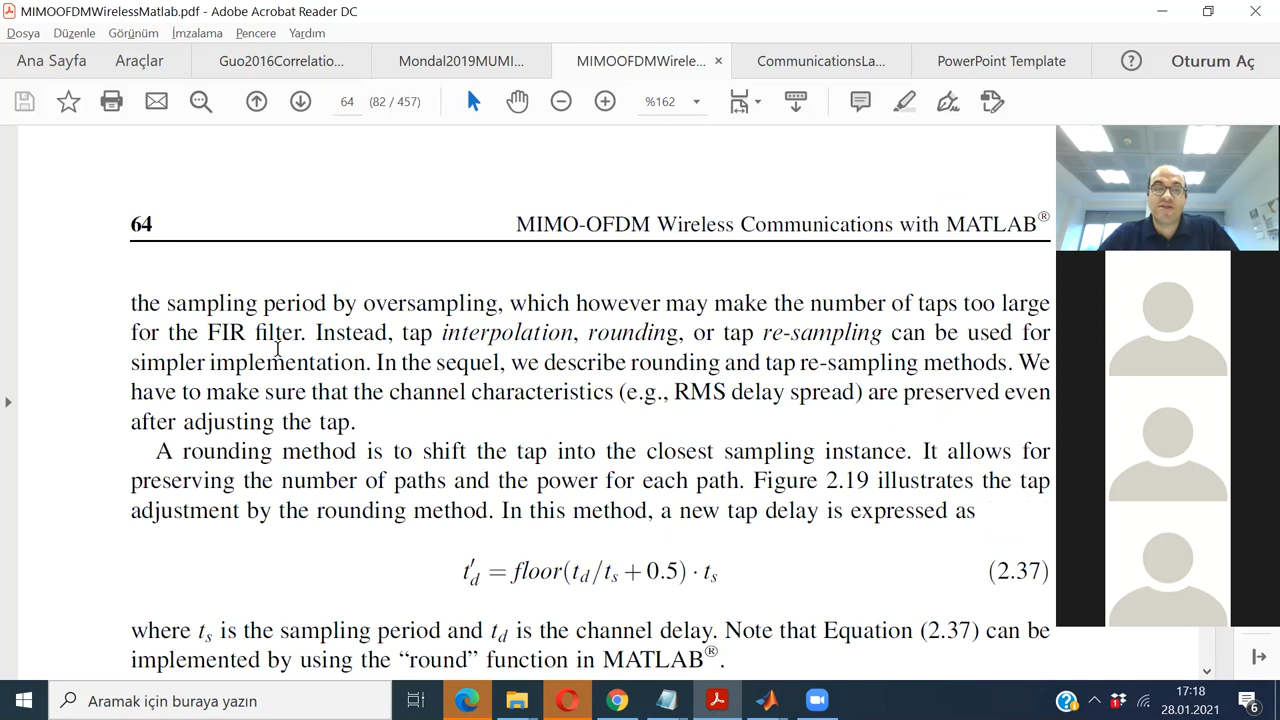 MIMOOFDMWirelessMatlab.pdf - Adobe Acrobat Reader DC
Dosya Düzenle Görünüm İmzalama Pencere Yardım
Ana Sayfa Araçlar Guo2016Correlatio... Mondal2019MUMI... MIMOOFDMWirele... × CommunicationsLa... PowerPoint Template ? Oturum Aç
64 (82 / 457) %162
64 MIMO-OFDM Wireless Communications with MATLAB®
the sampling period by oversampling, which however may make the number of taps too large
for the FIR filter. Instead, tap interpolation, rounding, or tap re-sampling can be used for
simpler implementation. In the sequel, we describe rounding and tap re-sampling methods. We
have to make sure that the channel characteristics (e.g., RMS delay spread) are preserved even
after adjusting the tap.
A rounding method is to shift the tap into the closest sampling instance. It allows for
preserving the number of paths and the power for each path. Figure 2.19 illustrates the tap
adjustment by the rounding method. In this method, a new tap delay is expressed as
t′d = floor(td/ts + 0.5) · ts (2.37)
where ts is the sampling period and td is the channel delay. Note that Equation (2.37) can be
implemented by using the “round” function in MATLAB®.
Aramak için buraya yazın
17:18
28.01.2021
6